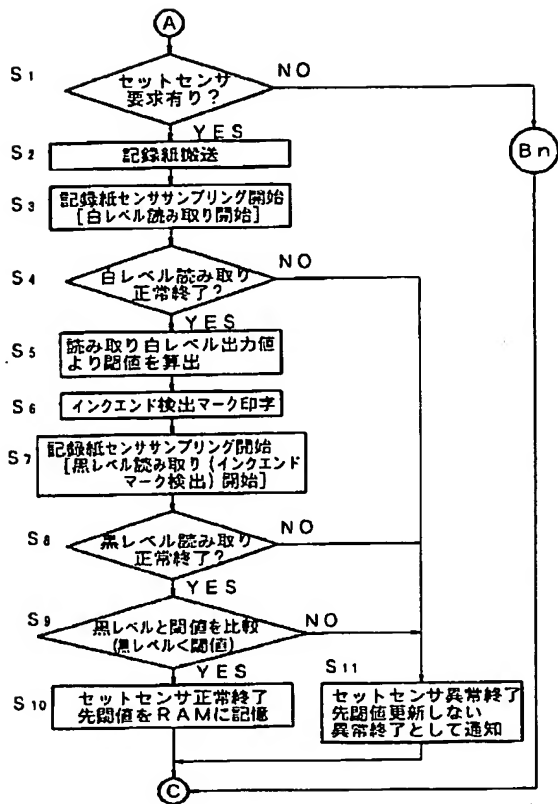 A
S1
セットセンサ
要求有り?
NO
YES
Bn
S2
記録紙搬送
S3
記録紙センササンプリング開始
[白レベル読み取り開始]
S4
白レベル読み取り
正常終了?
NO
YES
S5
読み取り白レベル出力値
より閾値を算出
S6
インクエンド検出マーク印字
S7
記録紙センササンプリング開始
[黒レベル読み取り(インクエンド
マーク検出)開始]
S8
黒レベル読み取り
正常終了?
NO
YES
S9
黒レベルと閾値を比較
(黒レベル<閾値)
NO
YES
S10
セットセンサ正常終了
先閾値をRAMに記憶
S11
セットセンサ異常終了
先閾値更新しない
異常終了として通知
C